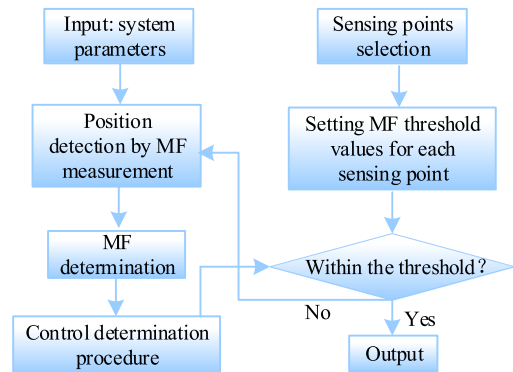 Input: system
parameters
Position
detection by MF
measurement
MF
determination
Control determination
procedure
Sensing points
selection
Setting MF threshold
values for each
sensing point
Within the threshold?
No
Yes
Output